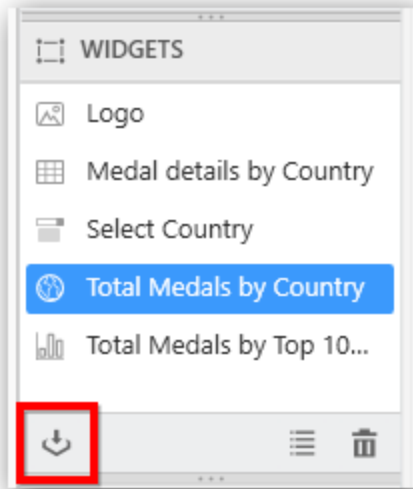 WIDGETS
Logo
Medal details by Country
Select Country
Total Medals by Country
Total Medals by Top 10...